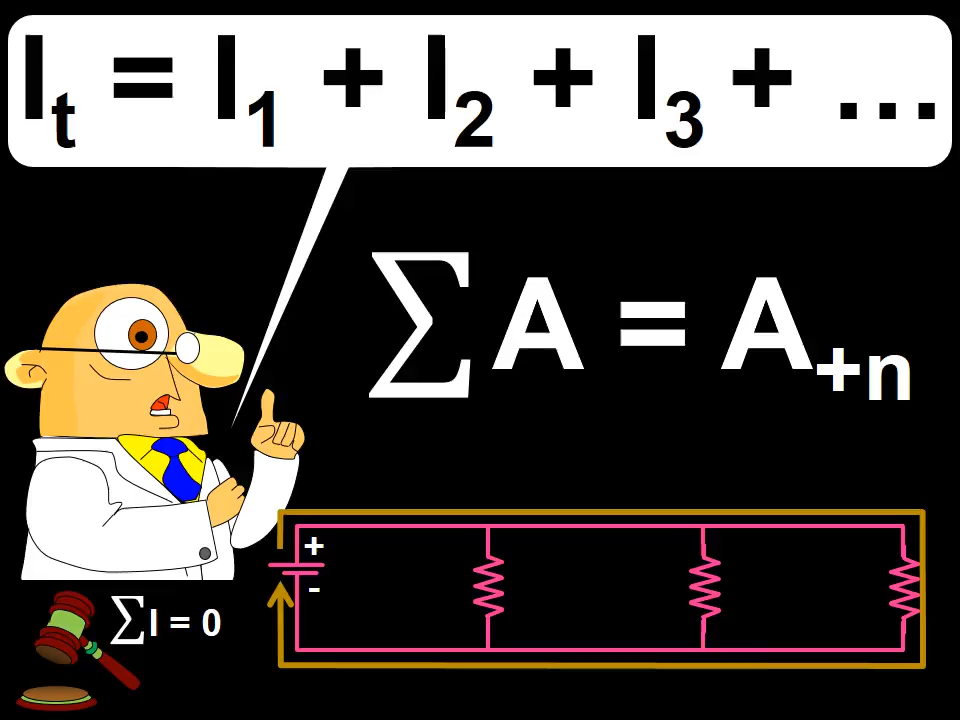 Iₜ = I₁ + I₂ + I₃ + ...
∑A = A₊ₙ
+
-
∑I = 0